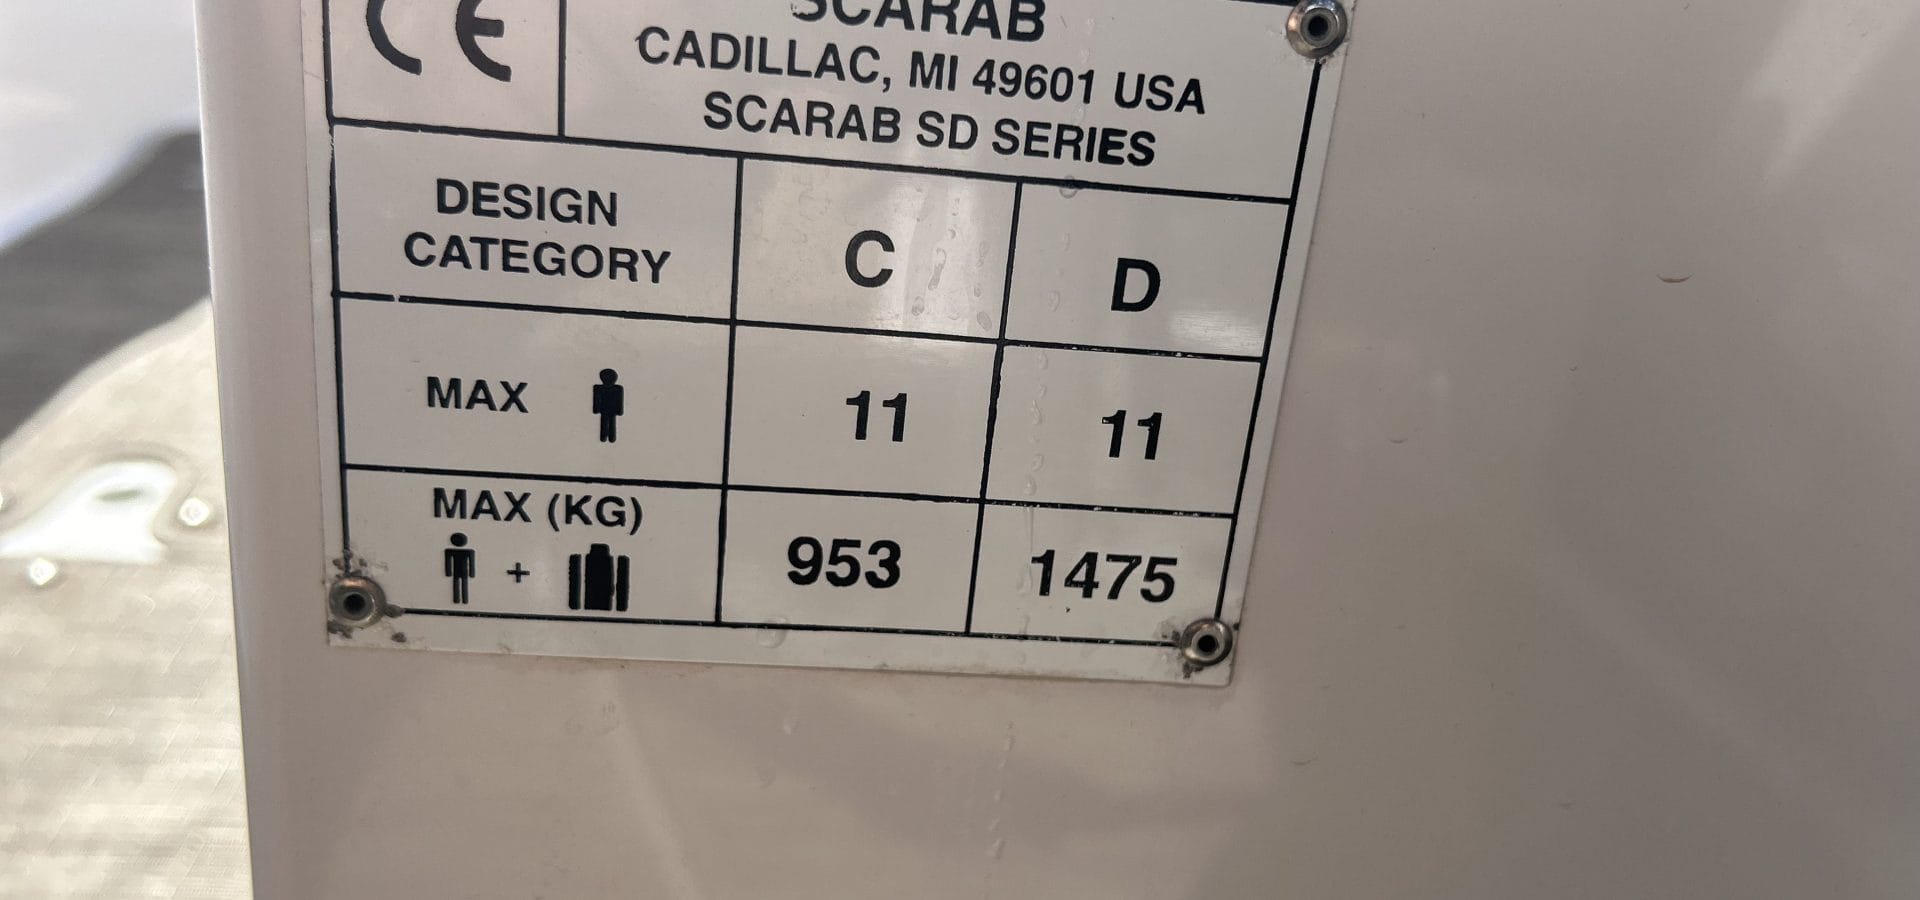 CE
SCARAB
CADILLAC, MI 49601 USA
SCARAB SD SERIES
DESIGN
CATEGORY
C
D
MAX
11
11
MAX (KG)
+
953
1475